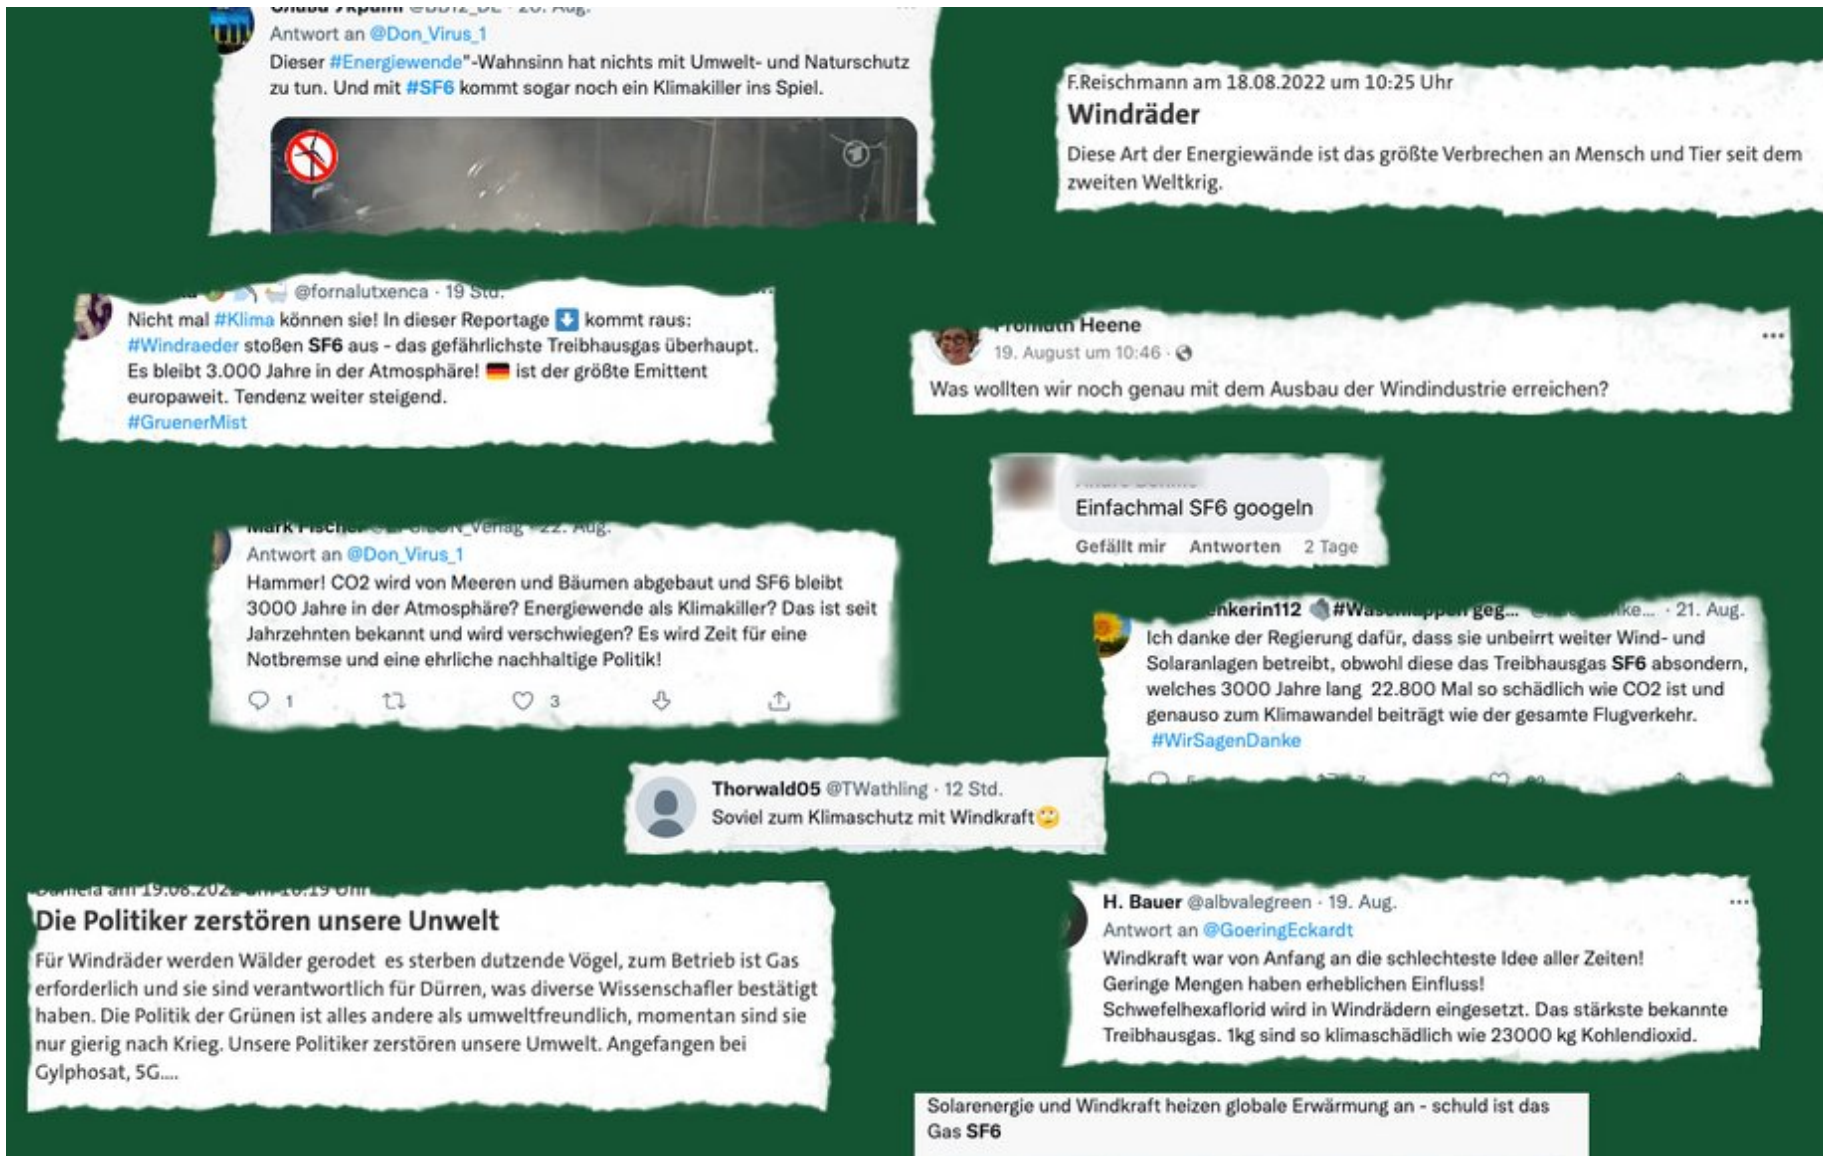 Antwort an @Don_Virus_1
Dieser #Energiewende"-Wahnsinn hat nichts mit Umwelt- und Naturschutz
zu tun. Und mit #SF6 kommt sogar noch ein Klimakiller ins Spiel.
F.Reischmann am 18.08.2022 um 10:25 Uhr
Windräder
Diese Art der Energiewände ist das größte Verbrechen an Mensch und Tier seit dem
zweiten Weltkrig.
@fornalutxenca · 19 Std.
Nicht mal #Klima können sie! In dieser Reportage ⬇️ kommt raus:
#Windraeder stoßen SF6 aus - das gefährlichste Treibhausgas überhaupt.
Es bleibt 3.000 Jahre in der Atmosphäre! 🇩🇪 ist der größte Emittent
europaweit. Tendenz weiter steigend.
#GruenerMist
Heene
19. August um 10:46 ·
Was wollten wir noch genau mit dem Ausbau der Windindustrie erreichen?
Einfachmal SF6 googeln
Gefällt mir Antworten 2 Tage
Mark Fischer 22. Aug.
Antwort an @Don_Virus_1
Hammer! CO2 wird von Meeren und Bäumen abgebaut und SF6 bleibt
3000 Jahre in der Atmosphäre? Energiewende als Klimakiller? Das ist seit
Jahrzehnten bekannt und wird verschwiegen? Es wird Zeit für eine
Notbremse und eine ehrliche nachhaltige Politik!
1 3
nkerin112 #Waschlappen geg... · 21. Aug.
Ich danke der Regierung dafür, dass sie unbeirrt weiter Wind- und
Solaranlagen betreibt, obwohl diese das Treibhausgas SF6 absondern,
welches 3000 Jahre lang 22.800 Mal so schädlich wie CO2 ist und
genauso zum Klimawandel beiträgt wie der gesamte Flugverkehr.
#WirSagenDanke
Thorwald05 @TWathling · 12 Std.
Soviel zum Klimaschutz mit Windkraft🙄
Daniela am 19.08.2022 um 16:19 Uhr
Die Politiker zerstören unsere Unwelt
Für Windräder werden Wälder gerodet es sterben dutzende Vögel, zum Betrieb ist Gas
erforderlich und sie sind verantwortlich für Dürren, was diverse Wissenschafler bestätigt
haben. Die Politik der Grünen ist alles andere als umweltfreundlich, momentan sind sie
nur gierig nach Krieg. Unsere Politiker zerstören unsere Umwelt. Angefangen bei
Gylphosat, 5G....
H. Bauer @albvalegreen · 19. Aug.
Antwort an @GoeringEckardt
Windkraft war von Anfang an die schlechteste Idee aller Zeiten!
Geringe Mengen haben erheblichen Einfluss!
Schwefelhexaflorid wird in Windrädern eingesetzt. Das stärkste bekannte
Treibhausgas. 1kg sind so klimaschädlich wie 23000 kg Kohlendioxid.
Solarenergie und Windkraft heizen globale Erwärmung an - schuld ist das
Gas SF6